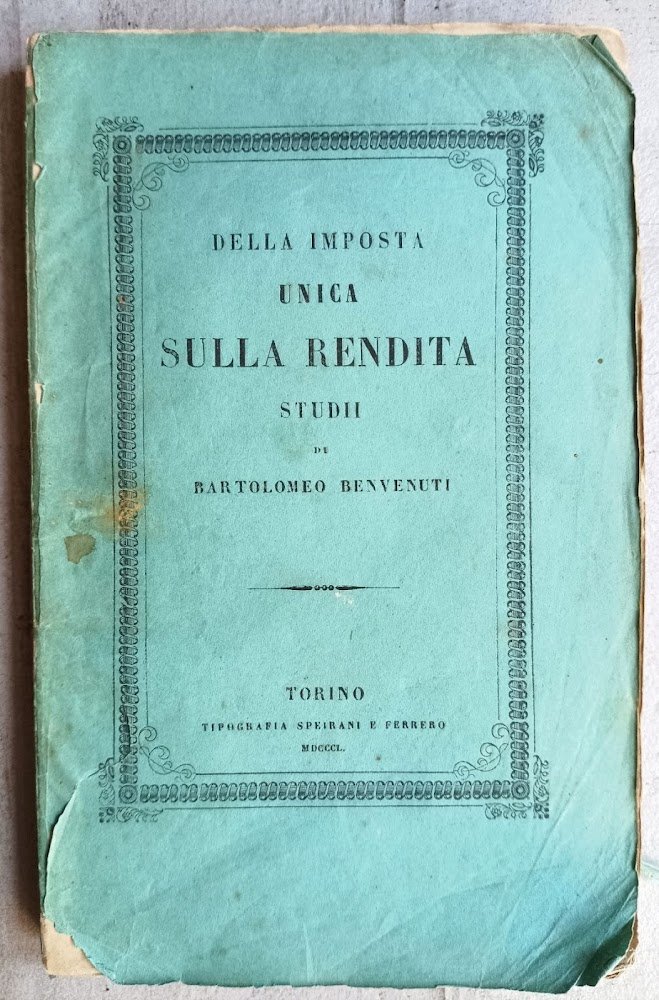 DELLA IMPOSTA
UNICA
SULLA RENDITA
STUDII
DI
BARTOLOMEO BENVENUTI
TORINO
TIPOGRAFIA SPEIRANI E FERRERO
MDCCCL.